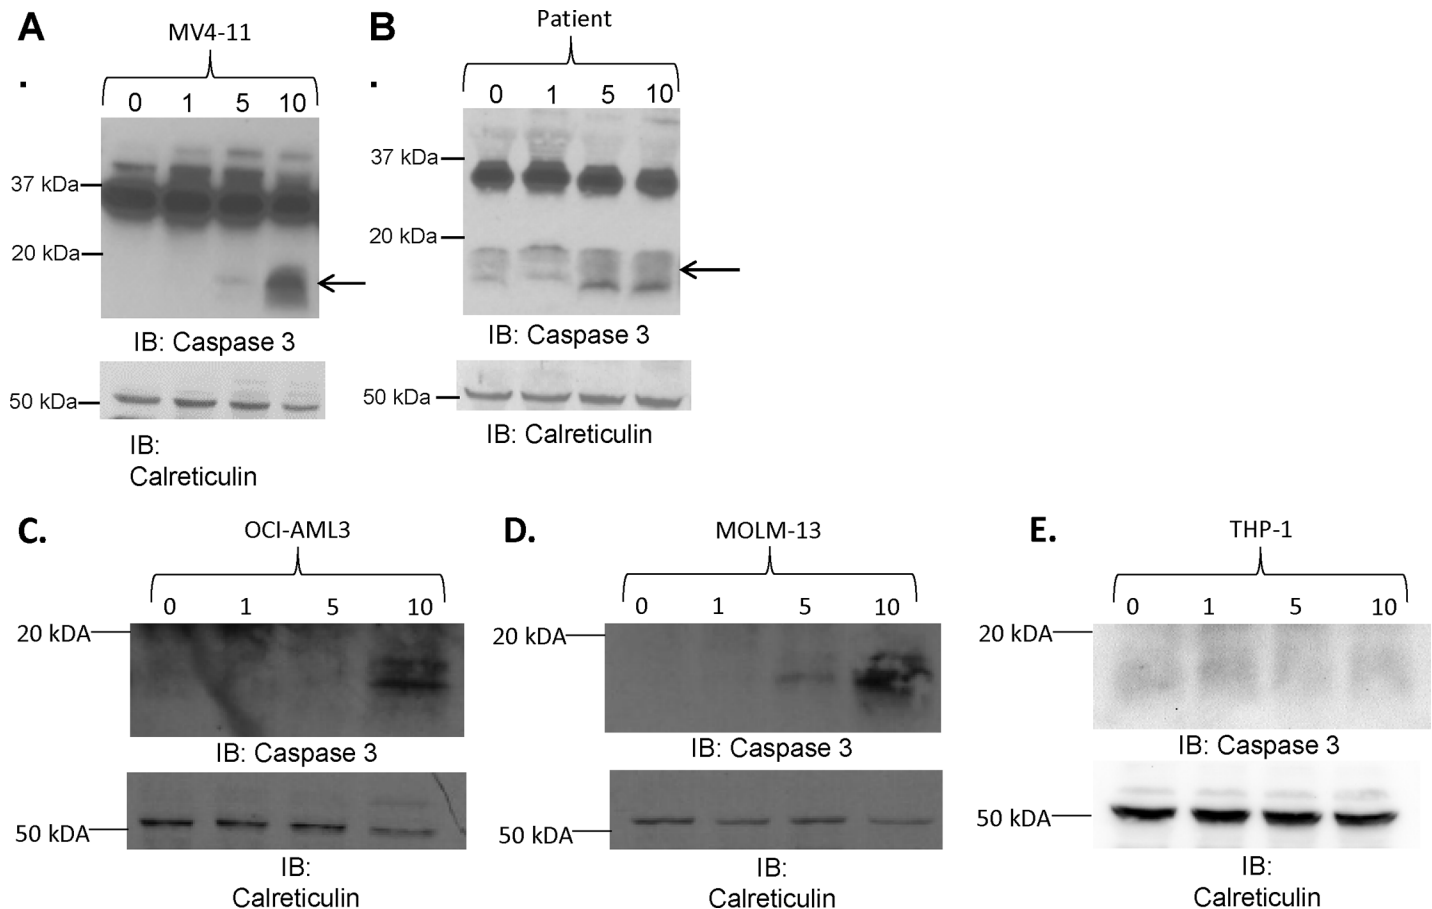 A
.
MV4-11
0 1 5 10
37 kDa
20 kDa
IB: Caspase 3
50 kDa
IB:
Calreticulin
B
.
Patient
0 1 5 10
37 kDa
20 kDa
IB: Caspase 3
50 kDa
IB: Calreticulin
C.
OCI-AML3
0 1 5 10
20 kDA
IB: Caspase 3
50 kDA
IB:
Calreticulin
D.
MOLM-13
0 1 5 10
20 kDA
IB: Caspase 3
50 kDA
IB:
Calreticulin
E.
THP-1
0 1 5 10
20 kDA
IB: Caspase 3
50 kDA
IB:
Calreticulin